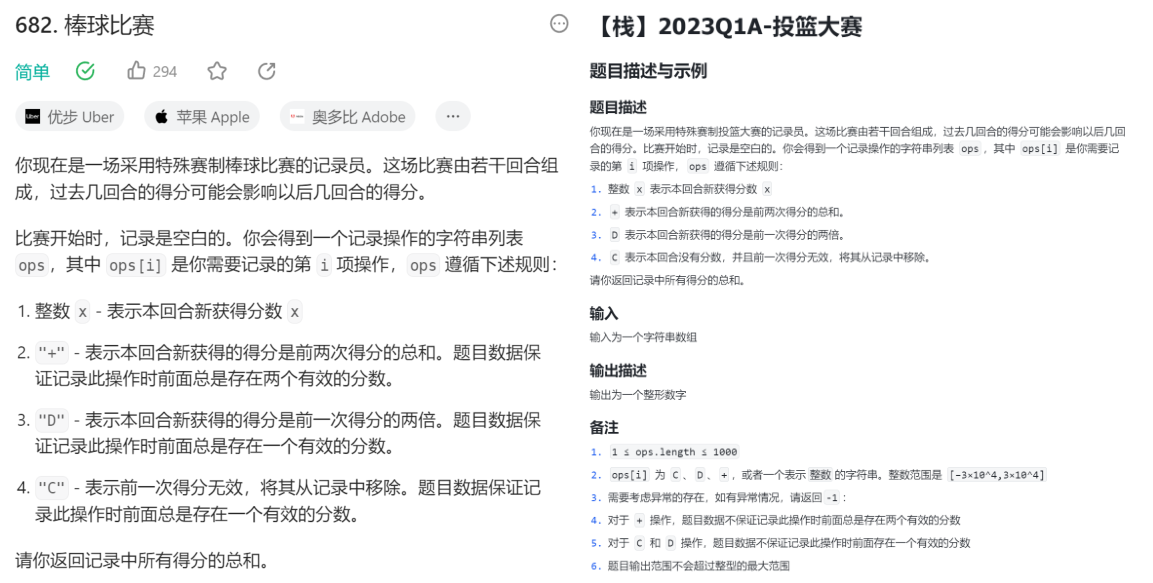 682. 棒球比赛
简单
294
优步 Uber
苹果 Apple
奥多比 Adobe
你现在是一场采用特殊赛制棒球比赛的记录员。这场比赛由若干回合组
成，过去几回合的得分可能会影响以后几回合的得分。
比赛开始时，记录是空白的。你会得到一个记录操作的字符串列表
ops，其中 ops[i] 是你需要记录的第 i 项操作，ops 遵循下述规则：
1. 整数 x - 表示本回合新获得分数 x
2. "+" - 表示本回合新获得的得分是前两次得分的总和。题目数据保
证记录此操作时前面总是存在两个有效的分数。
3. "D" - 表示本回合新获得的得分是前一次得分的两倍。题目数据保
证记录此操作时前面总是存在一个有效的分数。
4. "C" - 表示前一次得分无效，将其从记录中移除。题目数据保证记
录此操作时前面总是存在一个有效的分数。
请你返回记录中所有得分的总和。
【栈】2023Q1A-投篮大赛
题目描述与示例
题目描述
你现在是一场采用特殊赛制投篮大赛的记录员。这场比赛由若干回合组成，过去几回合的得分可能会影响以后几回
合的得分。比赛开始时，记录是空白的。你会得到一个记录操作的字符串列表 ops，其中 ops[i] 是你需要记
录的第 i 项操作，ops 遵循下述规则：
1. 整数 x 表示本回合新获得分数 x
2. + 表示本回合新获得的得分是前两次得分的总和。
3. D 表示本回合新获得的得分是前一次得分的两倍。
4. C 表示本回合没有分数，并且前一次得分无效，将其从记录中移除。
请你返回记录中所有得分的总和。
输入
输入为一个字符串数组
输出描述
输出为一个整形数字
备注
1. 1 ≤ ops.length ≤ 1000
2. ops[i] 为 C、D、+，或者一个表示整数的字符串。整数范围是 [-3×10^4,3×10^4]
3. 需要考虑异常的存在，如有异常情况，请返回 -1：
4. 对于 + 操作，题目数据不保证记录此操作时前面总是存在两个有效的分数
5. 对于 C 和 D 操作，题目数据不保证记录此操作时前面存在一个有效的分数
6. 题目输出范围不会超过整型的最大范围